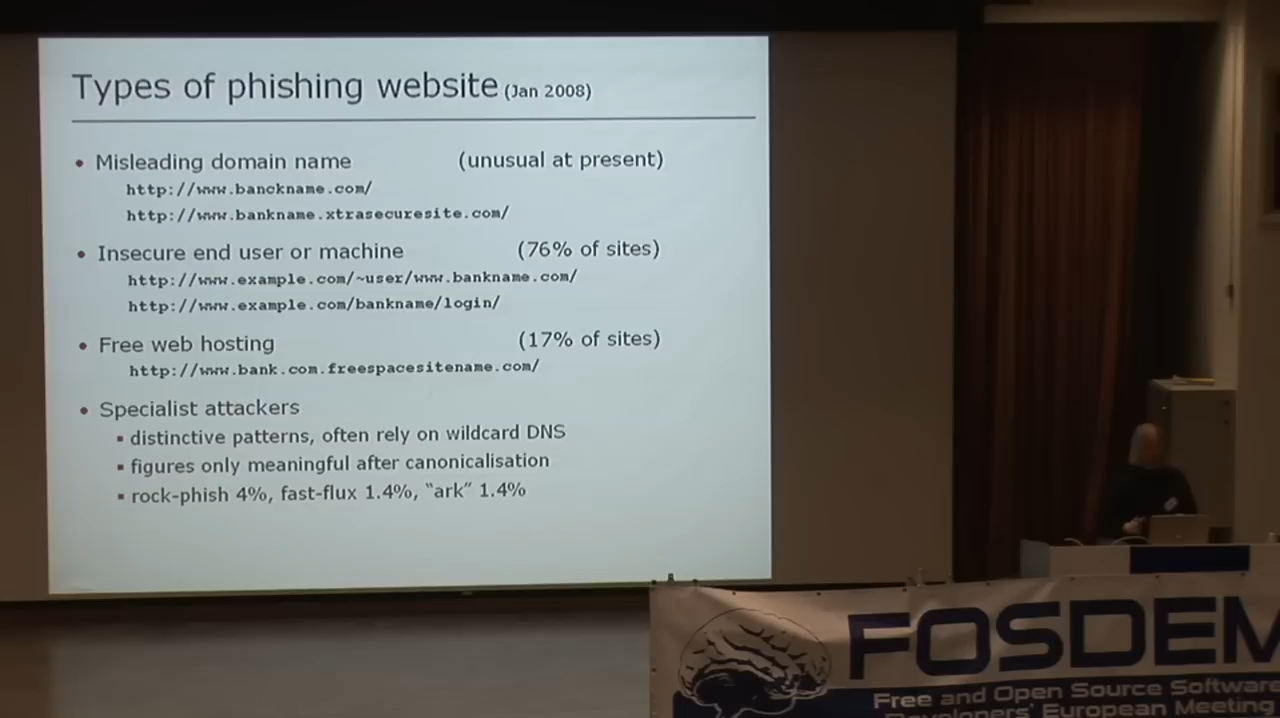 Types of phishing website (Jan 2008)
• Misleading domain name (unusual at present)
http://www.banckname.com/
http://www.bankname.xtrasecuresite.com/
• Insecure end user or machine (76% of sites)
http://www.example.com/~user/www.bankname.com/
http://www.example.com/bankname/login/
• Free web hosting (17% of sites)
http://www.bank.com.freespacesitename.com/
• Specialist attackers
▪ distinctive patterns, often rely on wildcard DNS
▪ figures only meaningful after canonicalisation
▪ rock-phish 4%, fast-flux 1.4%, “ark” 1.4%
FOSDEM
Free and Open Source Software
Developers' European Meeting